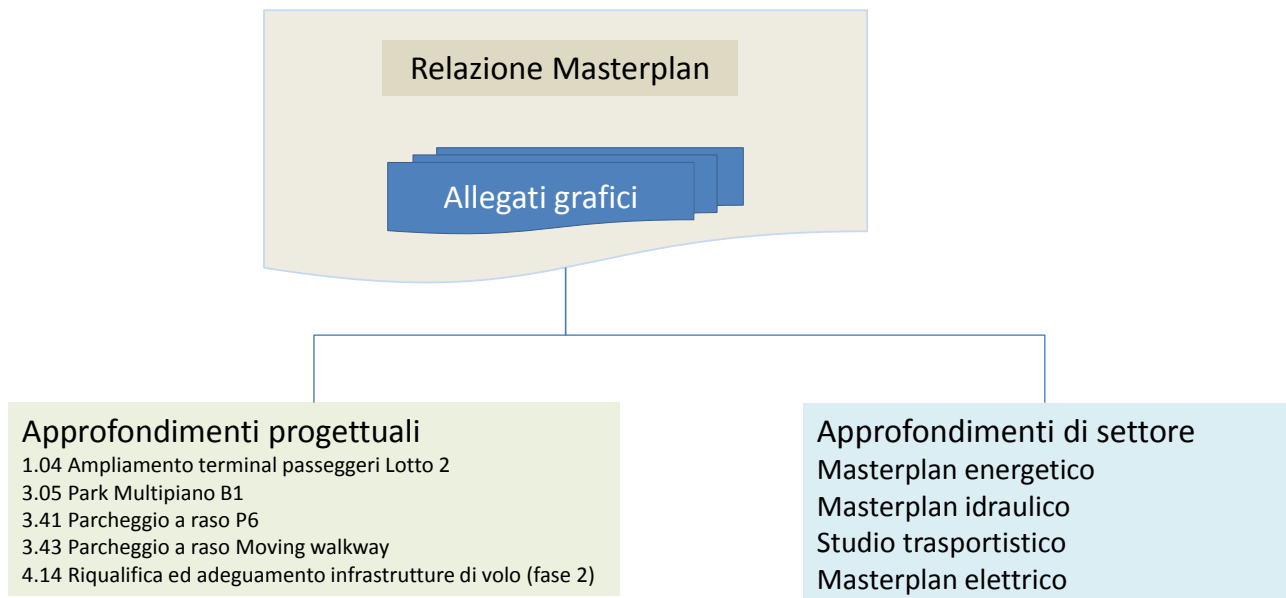 Relazione Masterplan
Allegati grafici
Approfondimenti progettuali
1.04 Ampliamento terminal passeggeri Lotto 2
3.05 Park Multipiano B1
3.41 Parcheggio a raso P6
3.43 Parcheggio a raso Moving walkway
4.14 Riqualifica ed adeguamento infrastrutture di volo (fase 2)
Approfondimenti di settore
Masterplan energetico
Masterplan idraulico
Studio trasportistico
Masterplan elettrico